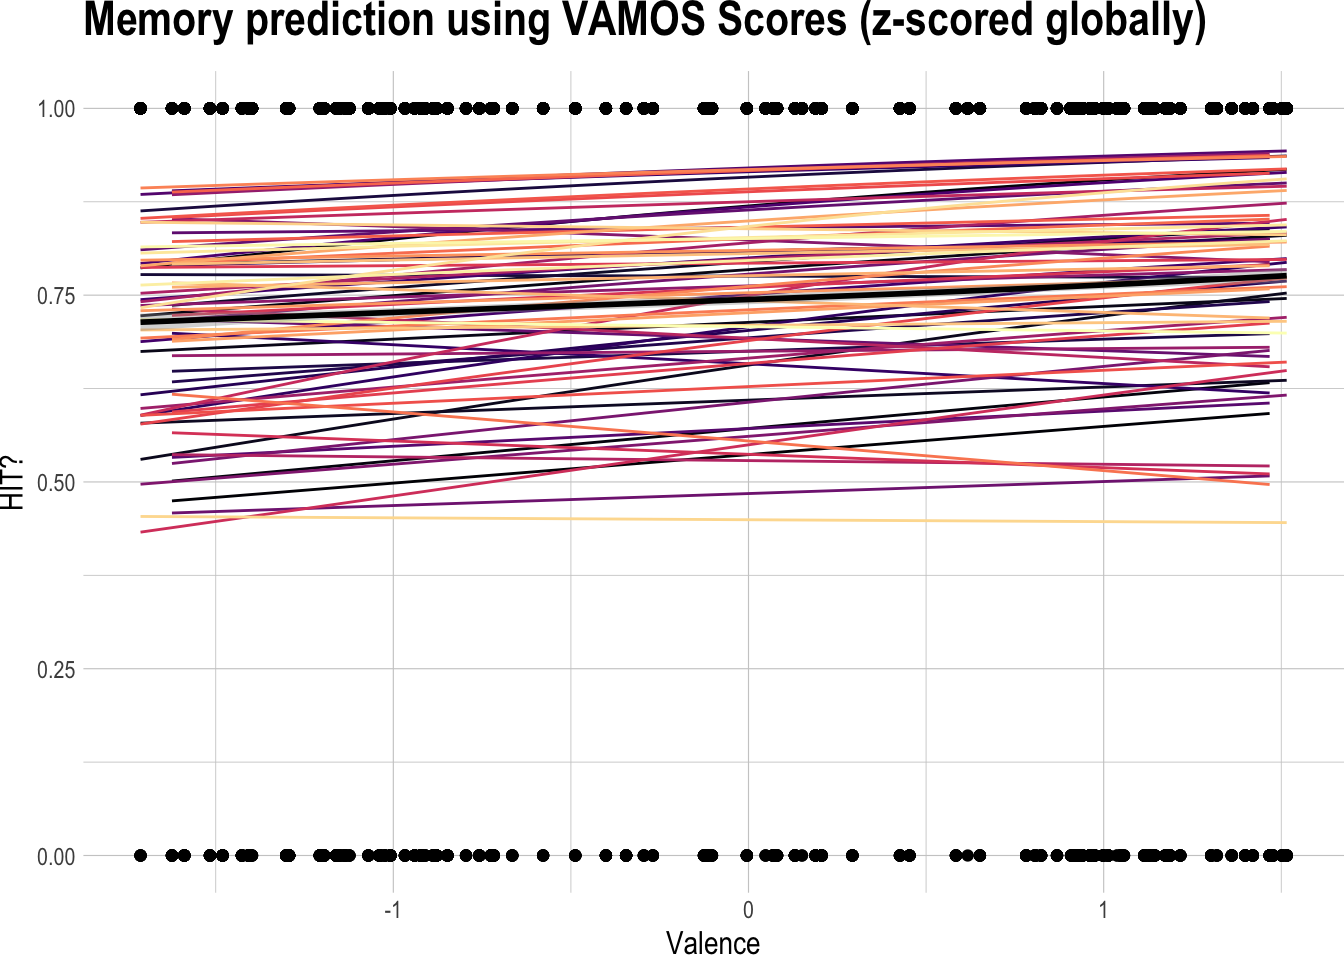 Memory prediction using VAMOS Scores (z-scored globally)
1.00
0.75
0.50
0.25
0.00
HIT?
-1
0
1
Valence